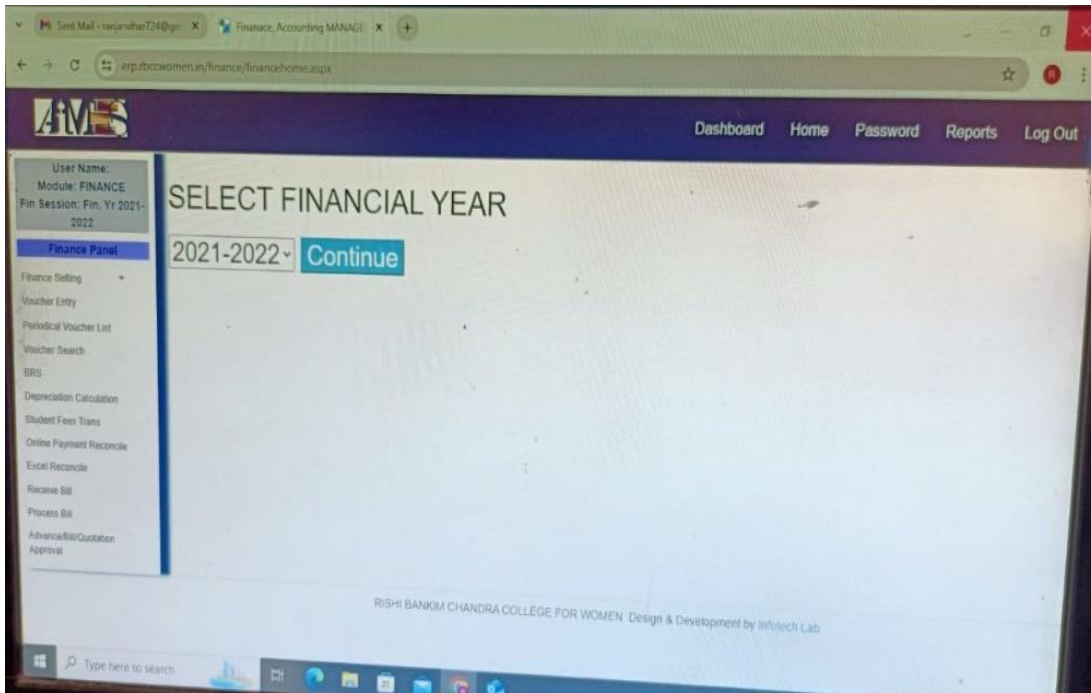 Sent Mail - ranjandhar724@gm
Finanace, Accounting MANAGE
erp.rbccwomen.in/finance/financehome.aspx
R
AiMES
Dashboard Home Password Reports Log Out
User Name:
Module: FINANCE
Fin Session: Fin. Yr 2021-
2022
Finance Panel
Finance Setting
Voucher Entry
Periodical Voucher List
Voucher Search
BRS
Depreciation Calculation
Student Fees Trans
Online Payment Reconcile
Excel Reconcile
Receive Bill
Process Bill
Advance/Bill/Quotation
Approval
SELECT FINANCIAL YEAR
2021-2022 Continue
RISHI BANKIM CHANDRA COLLEGE FOR WOMEN Design & Development by Infotech Lab
Type here to search